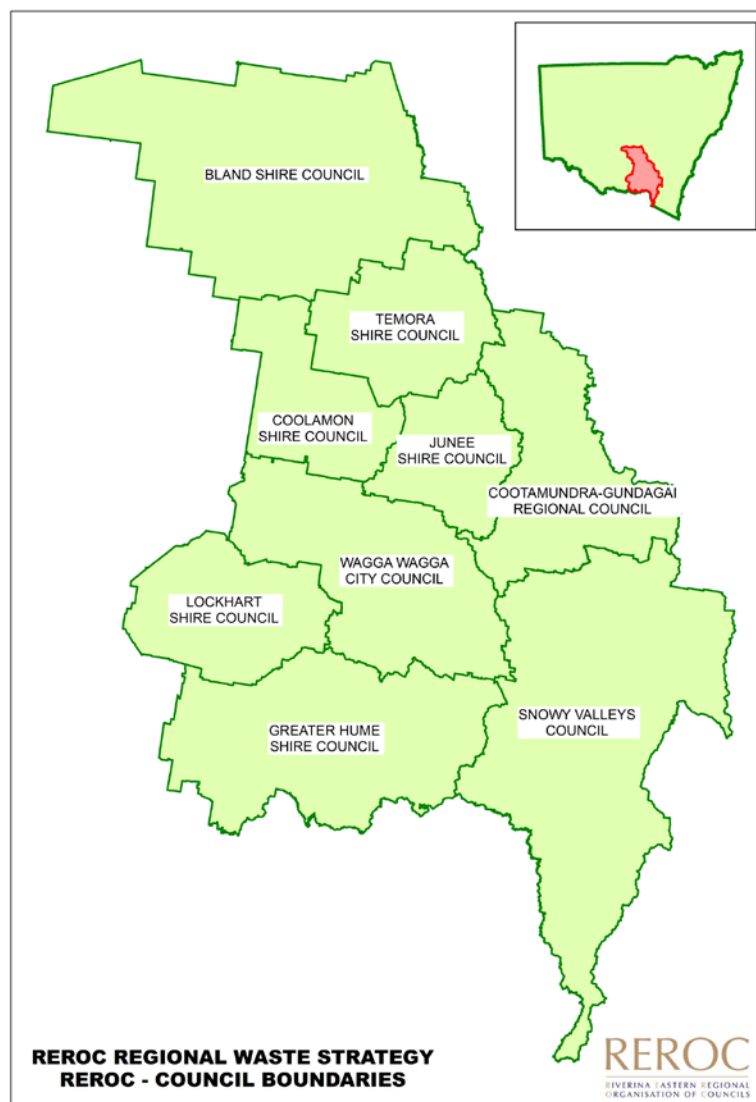 BLAND SHIRE COUNCIL
TEMORA
SHIRE COUNCIL
COOLAMON
SHIRE COUNCIL
JUNEE
SHIRE COUNCIL
COOTAMUNDRA-GUNDAGAI
REGIONAL COUNCIL
WAGGA WAGGA
CITY COUNCIL
LOCKHART
SHIRE COUNCIL
SNOWY VALLEYS
COUNCIL
GREATER HUME
SHIRE COUNCIL
REROC REGIONAL WASTE STRATEGY
REROC - COUNCIL BOUNDARIES
REROC
RIVERINA EASTERN REGIONAL
ORGANISATION OF COUNCILS